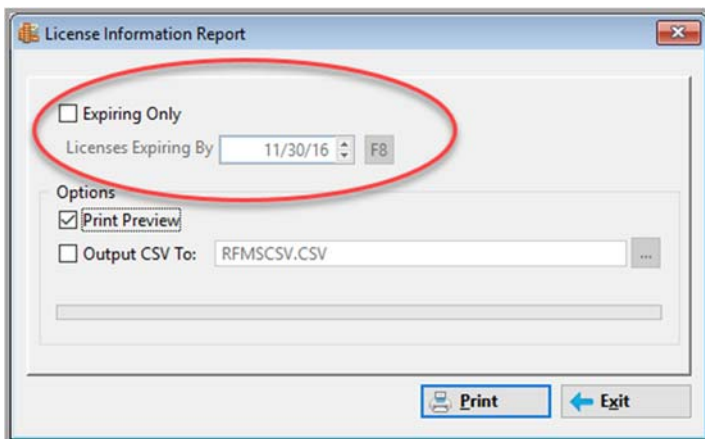 License Information Report
Expiring Only
Licenses Expiring By 11/30/16 F8
Options
Print Preview
Output CSV To: RFMSCSV.CSV ...
Print Exit